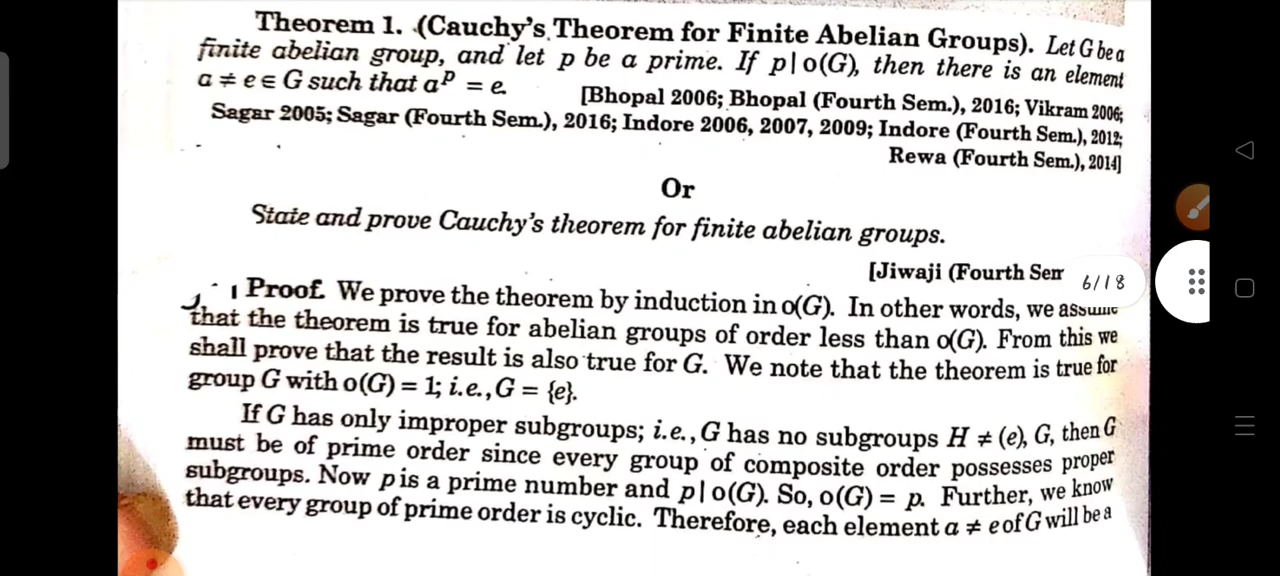 Theorem 1. (Cauchy's Theorem for Finite Abelian Groups). Let G be a
finite abelian group, and let p be a prime. If p | o(G), then there is an element
a ≠ e ∈ G such that aᵖ = e.
[Bhopal 2006; Bhopal (Fourth Sem.), 2016; Vikram 2006;
Sagar 2005; Sagar (Fourth Sem.), 2016; Indore 2006, 2007, 2009; Indore (Fourth Sem.), 2012;
Rewa (Fourth Sem.), 2014]
Or
State and prove Cauchy's theorem for finite abelian groups.
[Jiwaji (Fourth Sem
6/18
Proof. We prove the theorem by induction in o(G). In other words, we assume
that the theorem is true for abelian groups of order less than o(G). From this we
shall prove that the result is also true for G. We note that the theorem is true for
group G with o(G) = 1; i.e., G = {e}.
If G has only improper subgroups; i.e., G has no subgroups H ≠ (e), G, then G
must be of prime order since every group of composite order possesses proper
subgroups. Now p is a prime number and p | o(G). So, o(G) = p. Further, we know
that every group of prime order is cyclic. Therefore, each element a ≠ e of G will be a